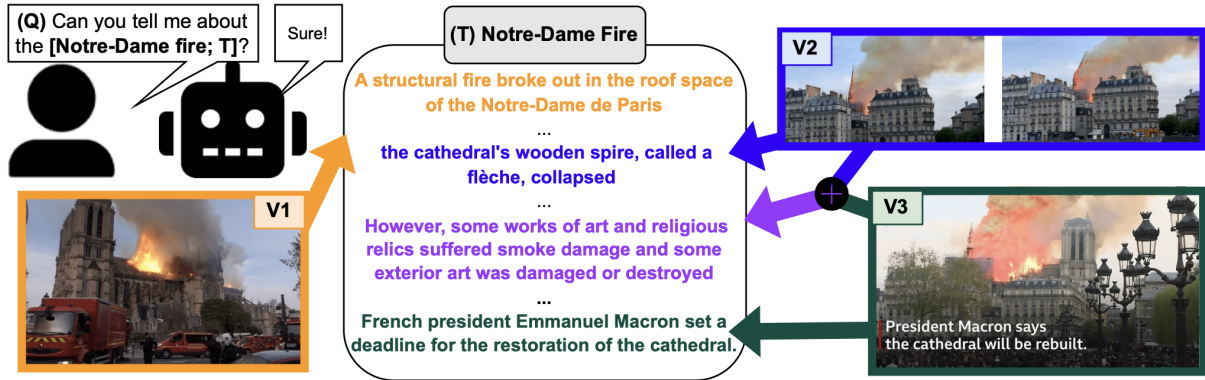 (Q) Can you tell me about
the [Notre-Dame fire; T]?
Sure!
(T) Notre-Dame Fire
A structural fire broke out in the roof space
of the Notre-Dame de Paris
...
the cathedral's wooden spire, called a
flèche, collapsed
...
However, some works of art and religious
relics suffered smoke damage and some
exterior art was damaged or destroyed
...
French president Emmanuel Macron set a
deadline for the restoration of the cathedral.
V1
V2
V3
President Macron says
the cathedral will be rebuilt.